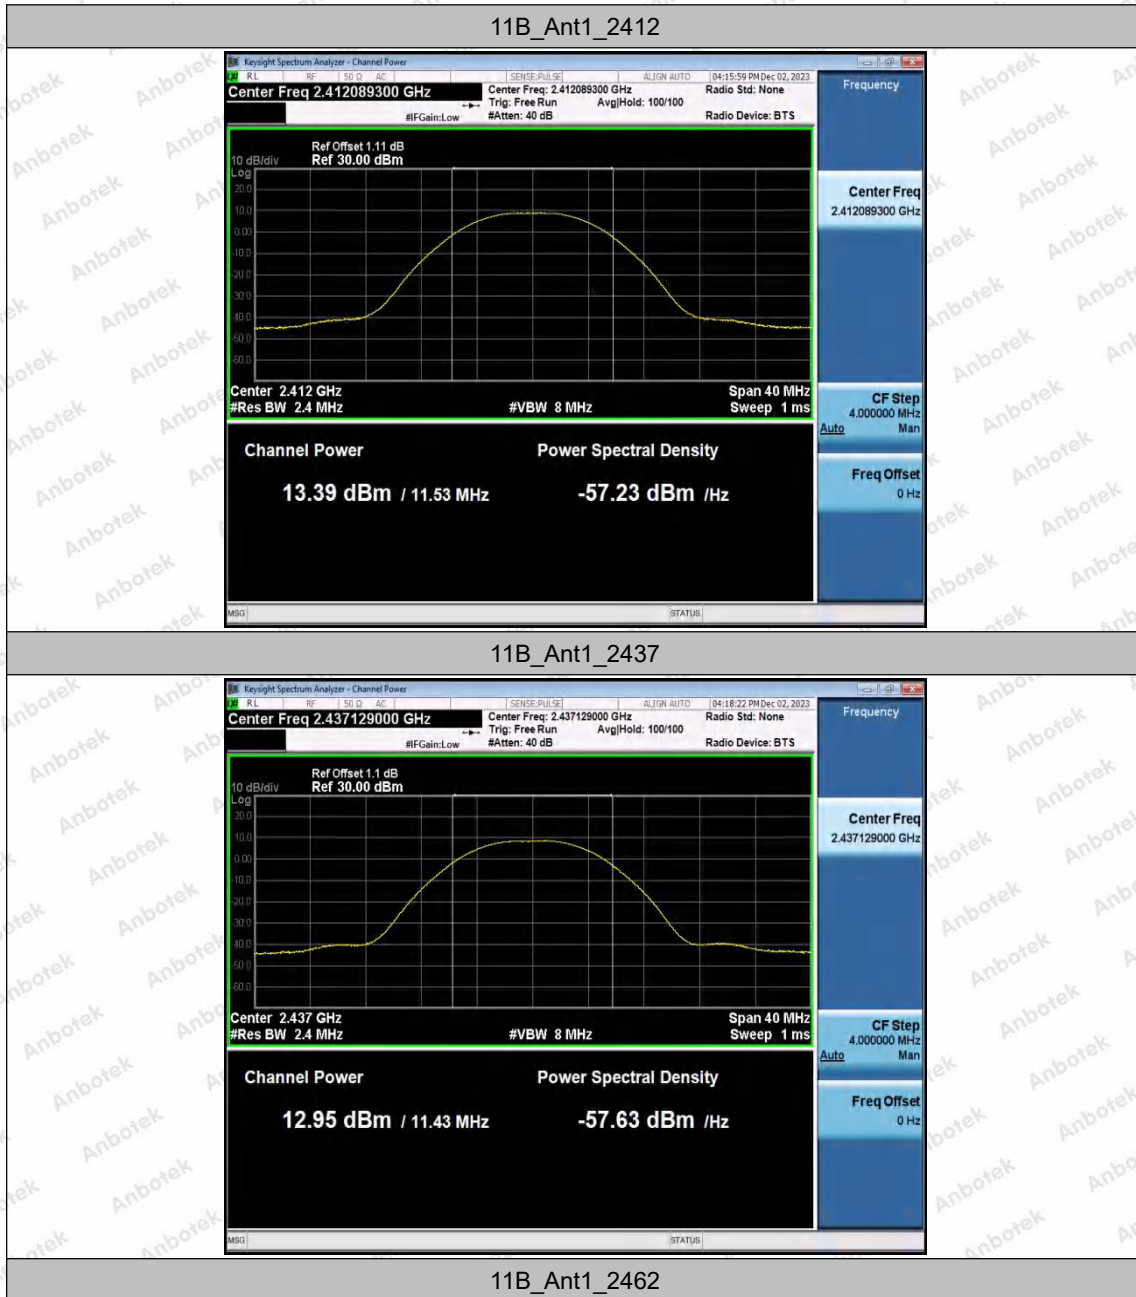 11B_Ant1_2412
Keysight Spectrum Analyzer - Channel Power
RL RF 50 Ω AC SENSE:PULSE ALIGN AUTO 04:15:59 PM Dec 02, 2023
Center Freq 2.412089300 GHz
Center Freq: 2.412089300 GHz
Radio Std: None
Trig: Free Run Avg|Hold: 100/100
#IFGain:Low #Atten: 40 dB Radio Device: BTS
Frequency
Ref Offset 1.11 dB
10 dB/div Ref 30.00 dBm
Log
20.0
10.0
0.00
-10.0
-20.0
-30.0
-40.0
-50.0
-60.0
Center 2.412 GHz Span 40 MHz
#Res BW 2.4 MHz #VBW 8 MHz Sweep 1 ms
Channel Power Power Spectral Density
13.39 dBm / 11.53 MHz -57.23 dBm /Hz
Center Freq
2.412089300 GHz
CF Step
4.000000 MHz
Auto Man
Freq Offset
0 Hz
MSG STATUS
11B_Ant1_2437
Keysight Spectrum Analyzer - Channel Power
RL RF 50 Ω AC SENSE:PULSE ALIGN AUTO 04:18:22 PM Dec 02, 2023
Center Freq 2.437129000 GHz
Center Freq: 2.437129000 GHz
Radio Std: None
Trig: Free Run Avg|Hold: 100/100
#IFGain:Low #Atten: 40 dB Radio Device: BTS
Frequency
Ref Offset 1.1 dB
10 dB/div Ref 30.00 dBm
Log
20.0
10.0
0.00
-10.0
-20.0
-30.0
-40.0
-50.0
-60.0
Center 2.437 GHz Span 40 MHz
#Res BW 2.4 MHz #VBW 8 MHz Sweep 1 ms
Channel Power Power Spectral Density
12.95 dBm / 11.43 MHz -57.63 dBm /Hz
Center Freq
2.437129000 GHz
CF Step
4.000000 MHz
Auto Man
Freq Offset
0 Hz
MSG STATUS
11B_Ant1_2462
Anbotek